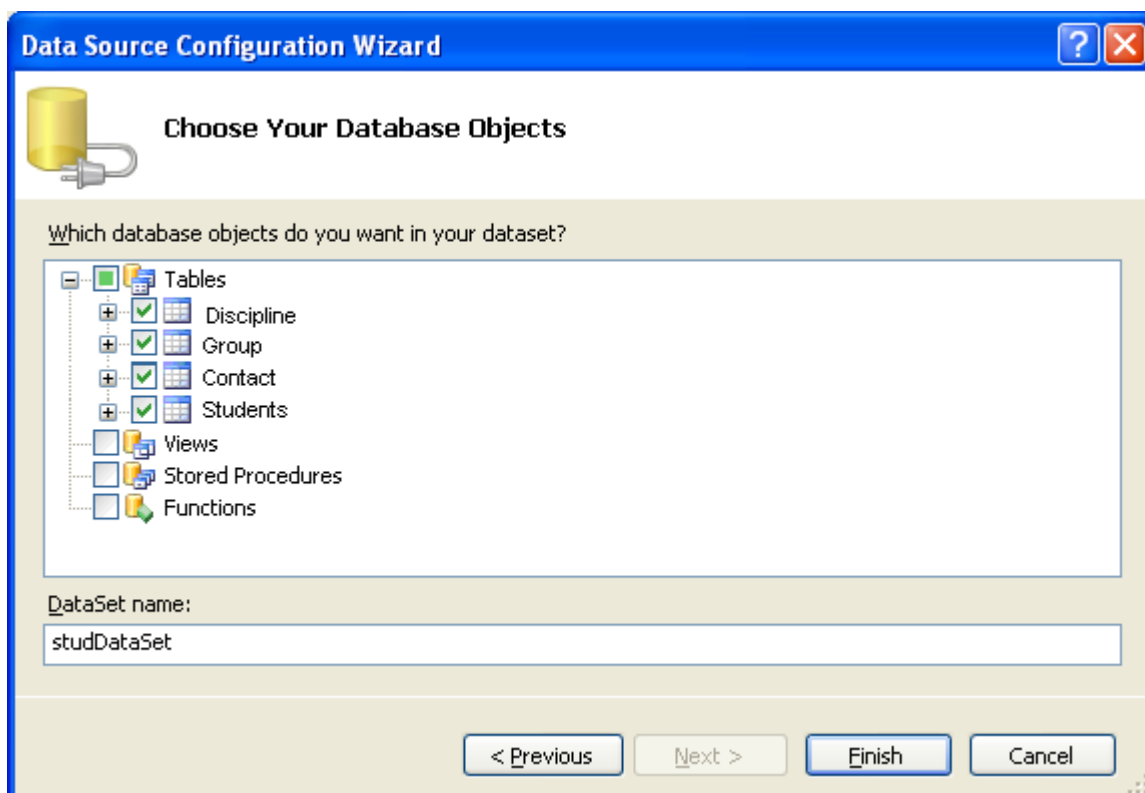 Data Source Configuration Wizard
Choose Your Database Objects
Which database objects do you want in your dataset?
Tables
Discipline
Group
Contact
Students
Views
Stored Procedures
Functions
DataSet name:
studDataSet
< Previous Next > Finish Cancel